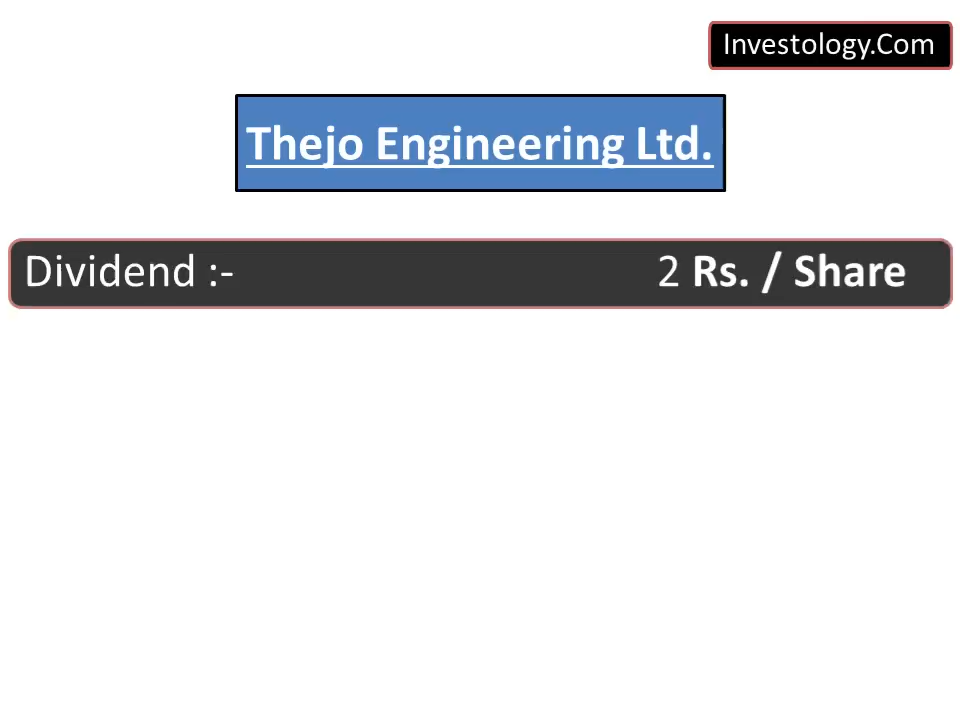 Investology.Com
Thejo Engineering Ltd.
Dividend :- 2 Rs. / Share